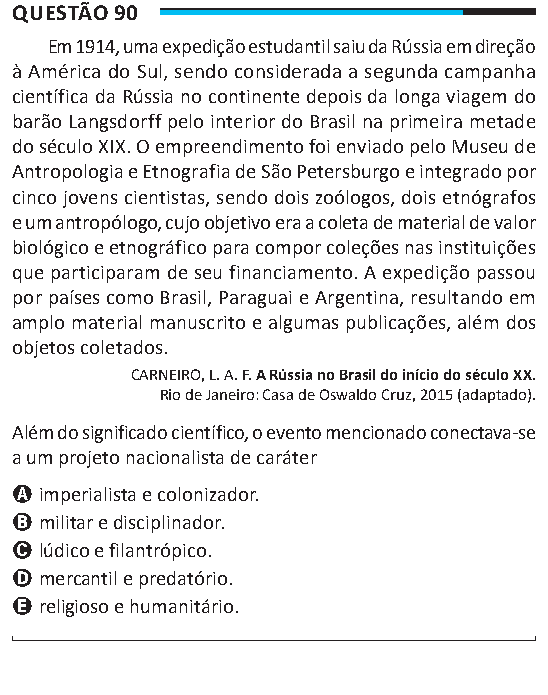 QUESTÃO 90
Em 1914, uma expedição estudantil saiu da Rússia em direção
à América do Sul, sendo considerada a segunda campanha
científica da Rússia no continente depois da longa viagem do
barão Langsdorff pelo interior do Brasil na primeira metade
do século XIX. O empreendimento foi enviado pelo Museu de
Antropologia e Etnografia de São Petersburgo e integrado por
cinco jovens cientistas, sendo dois zoólogos, dois etnógrafos
e um antropólogo, cujo objetivo era a coleta de material de valor
biológico e etnográfico para compor coleções nas instituições
que participaram de seu financiamento. A expedição passou
por países como Brasil, Paraguai e Argentina, resultando em
amplo material manuscrito e algumas publicações, além dos
objetos coletados.
CARNEIRO, L. A. F. A Rússia no Brasil do início do século XX.
Rio de Janeiro: Casa de Oswaldo Cruz, 2015 (adaptado).
Além do significado científico, o evento mencionado conectava-se
a um projeto nacionalista de caráter
A imperialista e colonizador.
B militar e disciplinador.
C lúdico e filantrópico.
D mercantil e predatório.
E religioso e humanitário.